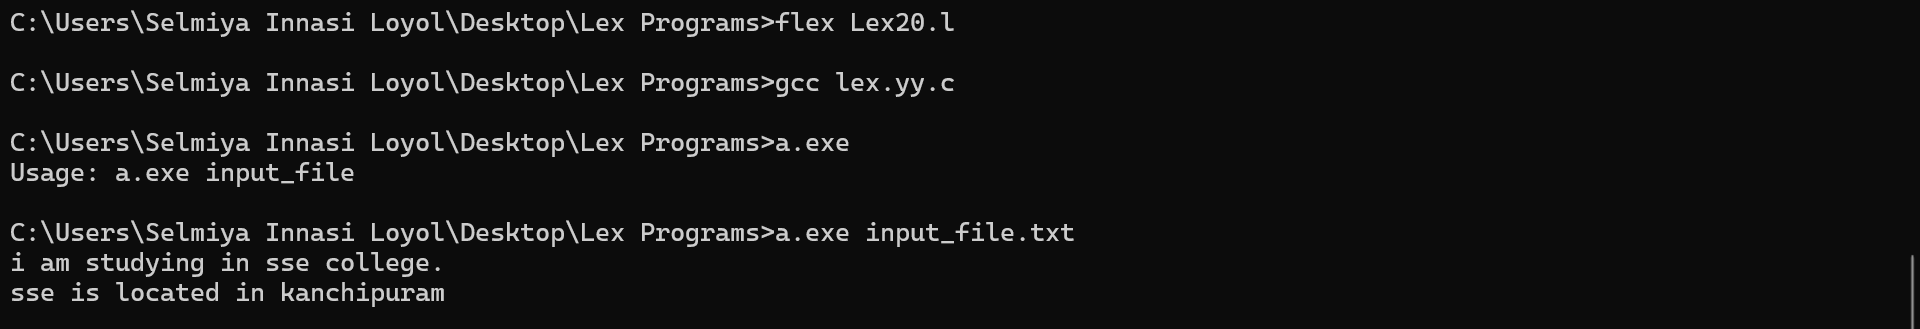 C:\Users\Selmiya Innasi Loyol\Desktop\Lex Programs>flex Lex20.l
C:\Users\Selmiya Innasi Loyol\Desktop\Lex Programs>gcc lex.yy.c
C:\Users\Selmiya Innasi Loyol\Desktop\Lex Programs>a.exe
Usage: a.exe input_file
C:\Users\Selmiya Innasi Loyol\Desktop\Lex Programs>a.exe input_file.txt
i am studying in sse college.
sse is located in kanchipuram